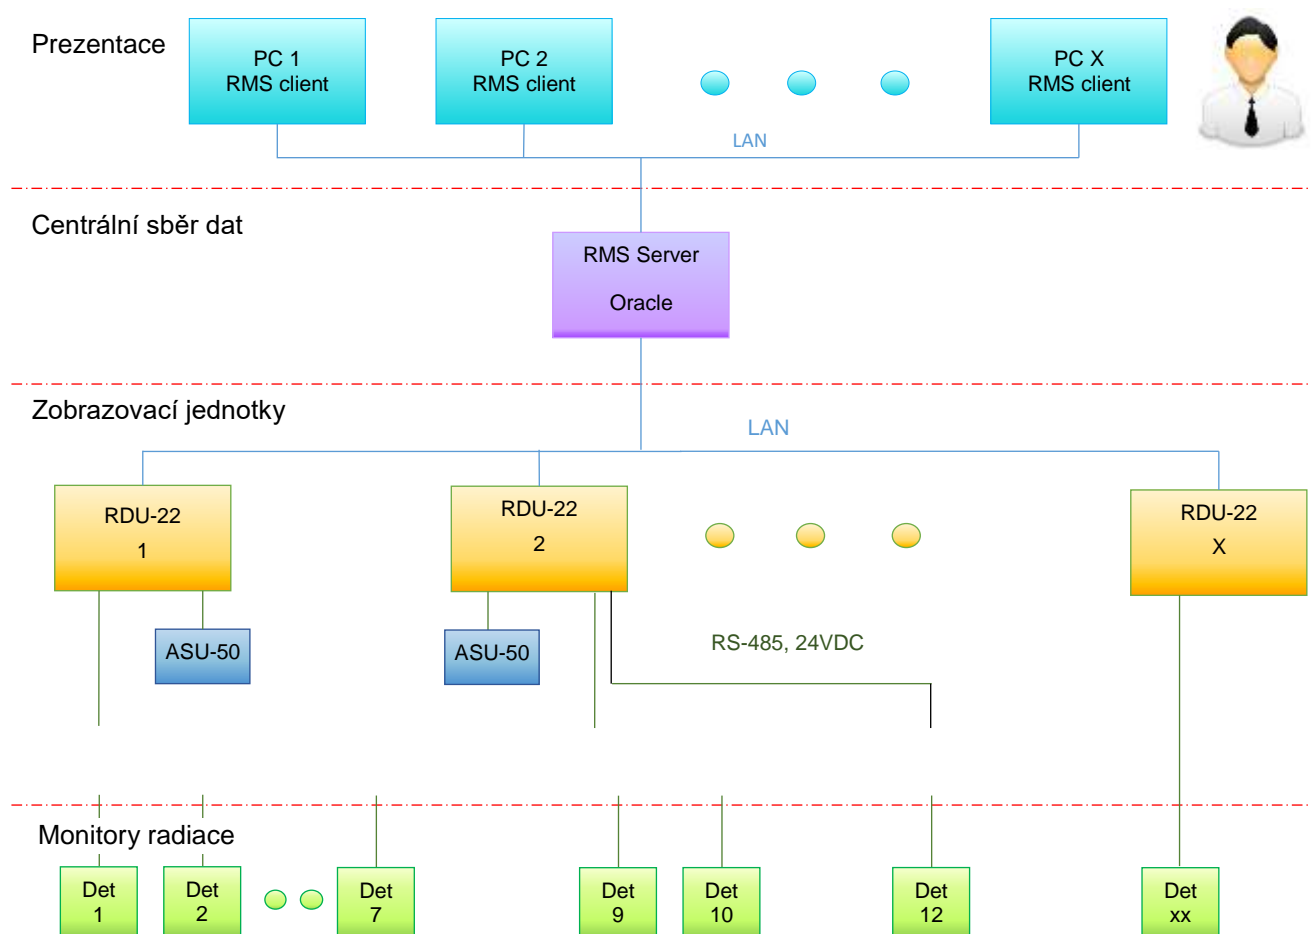 Prezentace
PC 1
RMS client
PC 2
RMS client
PC X
RMS client
LAN
Centrální sběr dat
RMS Server
Oracle
Zobrazovací jednotky
LAN
RDU-22
1
RDU-22
2
RDU-22
X
ASU-50
ASU-50
RS-485, 24VDC
Monitory radiace
Det
1
Det
2
Det
7
Det
9
Det
10
Det
12
Det
xx